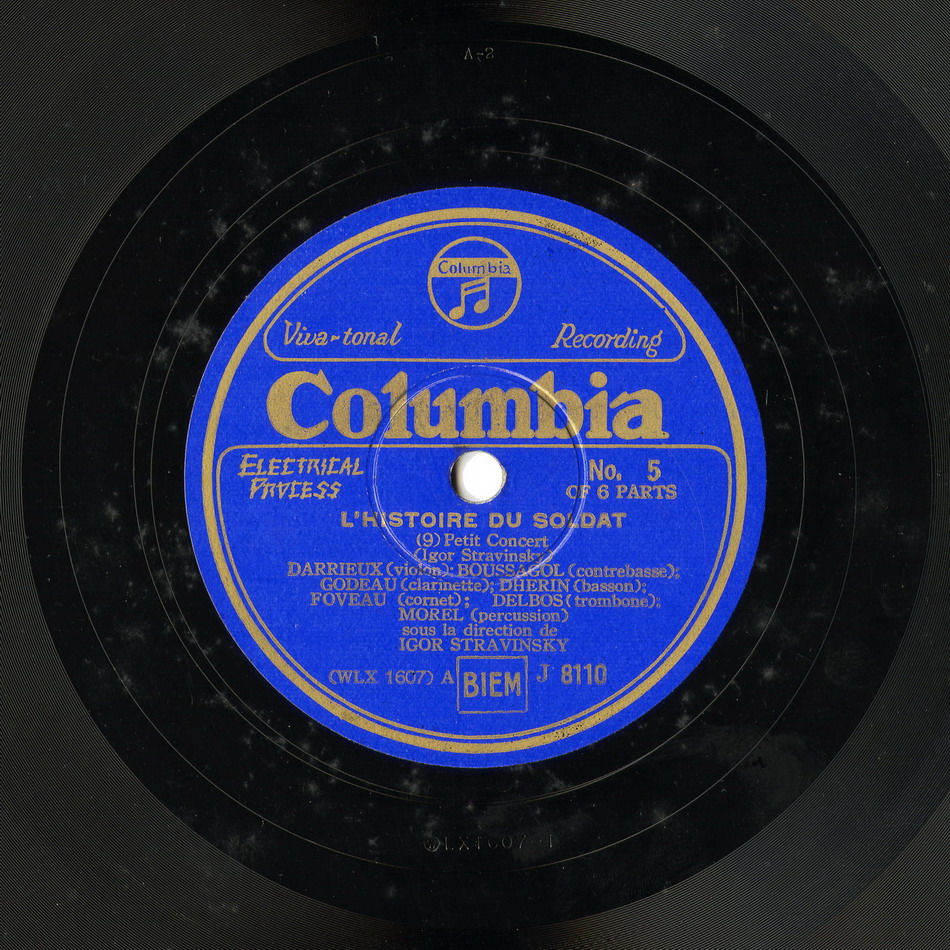 A-2
Columbia
Viva-tonal Recording
Columbia
ELECTRICAL
PROCESS
No. 5
OF 6 PARTS
L'HISTOIRE DU SOLDAT
(9) Petit Concert
(Igor Stravinsky)
DARRIEUX (violon); BOUSSAGOL (contrebasse);
GODEAU (clarinette); DHERIN (basson);
FOVEAU (cornet); DELBOS (trombone);
MOREL (percussion)
sous la direction de
IGOR STRAVINSKY
(WLX 1607) A BIEM J 8110
WLX1607 1